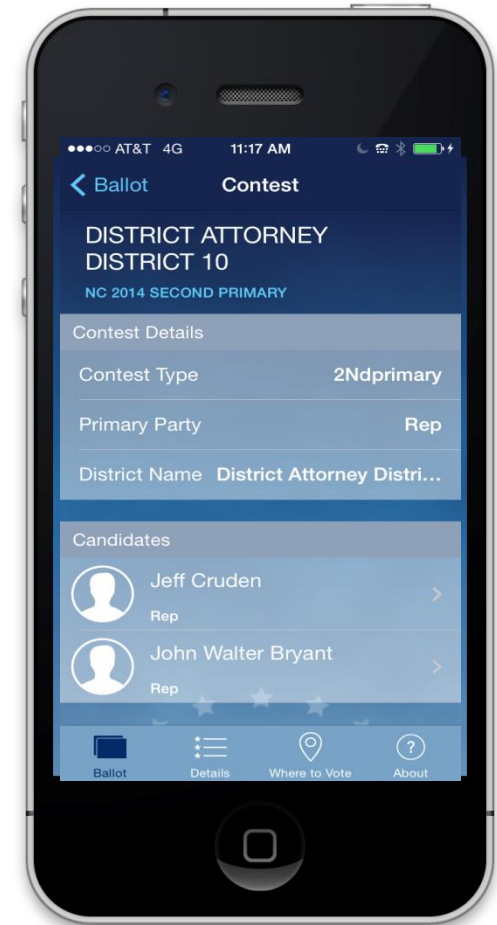 AT&T 4G 11:17 AM
Ballot Contest
DISTRICT ATTORNEY
DISTRICT 10
NC 2014 SECOND PRIMARY
Contest Details
Contest Type 2Ndprimary
Primary Party Rep
District Name District Attorney Distri...
Candidates
Jeff Cruden
Rep
John Walter Bryant
Rep
Ballot Details Where to Vote ? About